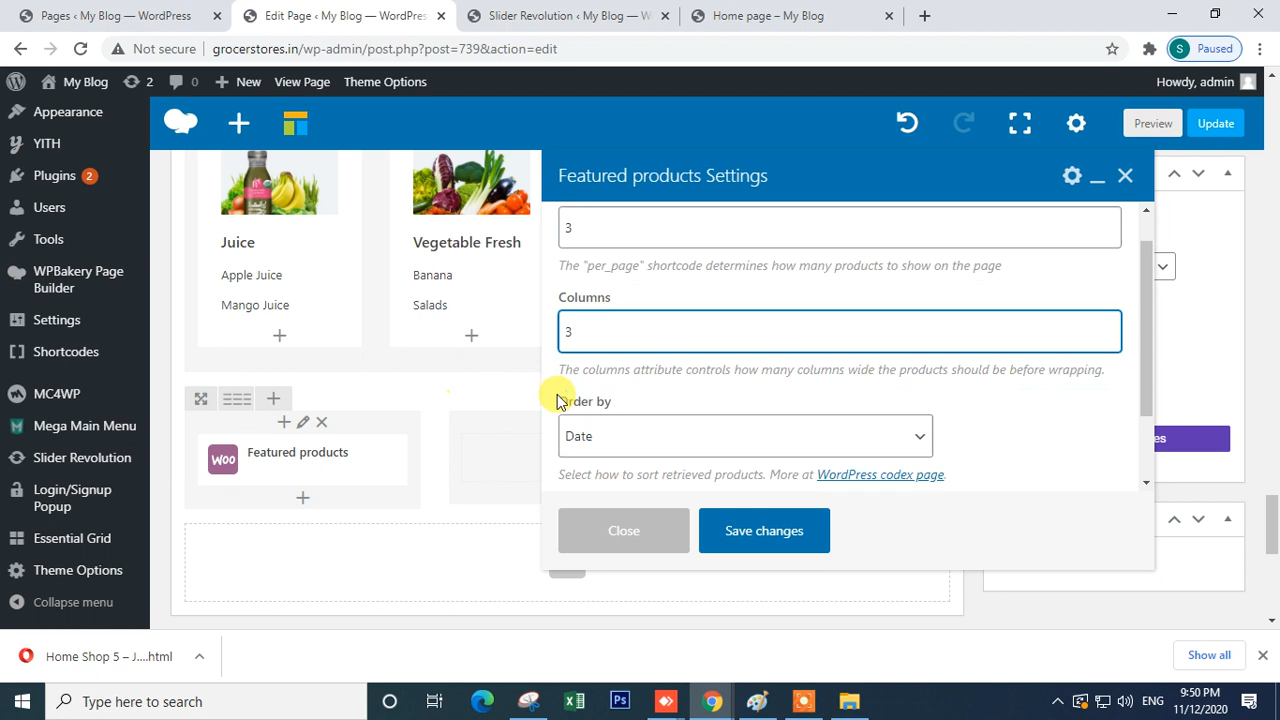 Pages ‹ My Blog — WordPress
Edit Page ‹ My Blog — WordPres
Slider Revolution ‹ My Blog — W
Home page – My Blog
Not secure
grocerstores.in/wp-admin/post.php?post=739&action=edit
S
Paused
My Blog
2
0
New
View Page
Theme Options
Howdy, admin
Appearance
YITH
Plugins 2
Users
Tools
WPBakery Page
Builder
Settings
Shortcodes
MC4WP
Mega Main Menu
Slider Revolution
Login/Signup
Popup
Essential Grid
Theme Options
Collapse menu
Preview
Update
Juice
Apple Juice
Mango Juice
Vegetable Fresh
Banana
Salads
Woo
Featured products
Featured products Settings
3
The "per_page" shortcode determines how many products to show on the page
Columns
3
The columns attribute controls how many columns wide the products should be before wrapping.
Order by
Date
Select how to sort retrieved products. More at WordPress codex page.
Close
Save changes
Home Shop 5 – J....html
Show all
Type here to search
Ps
ENG
9:50 PM
11/12/2020